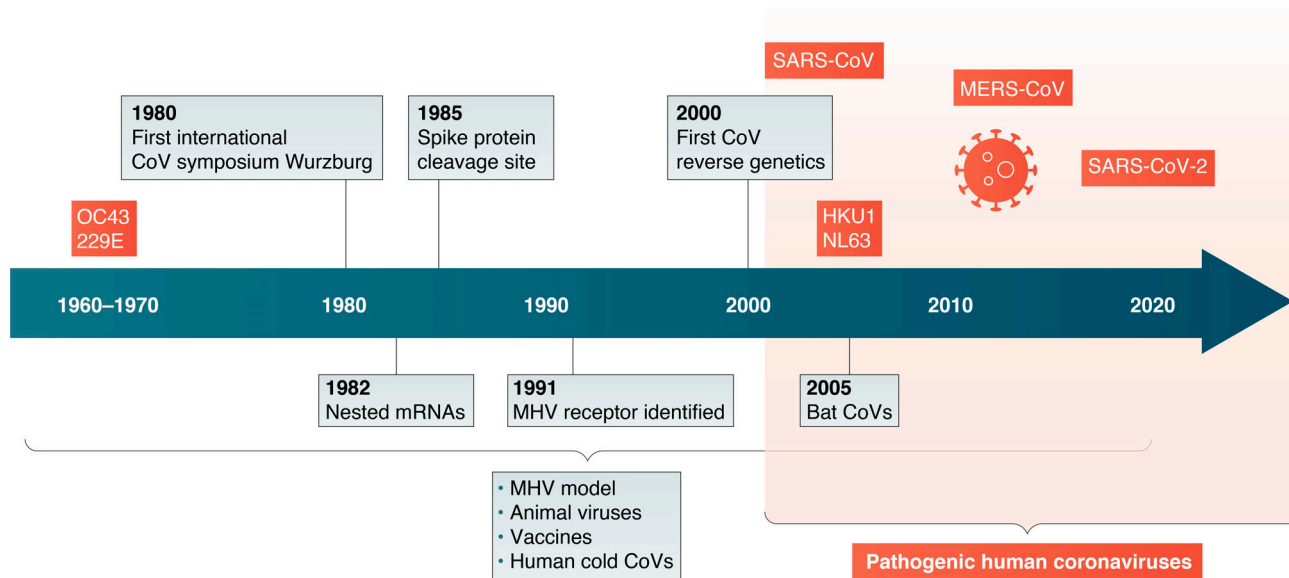 SARS-CoV
MERS-CoV
1980
First international
CoV symposium Wurzburg
1985
Spike protein
cleavage site
2000
First CoV
reverse genetics
SARS-CoV-2
OC43
229E
HKU1
NL63
1960–1970
1980
1990
2000
2010
2020
1982
Nested mRNAs
1991
MHV receptor identified
2005
Bat CoVs
• MHV model
• Animal viruses
• Vaccines
• Human cold CoVs
Pathogenic human coronaviruses